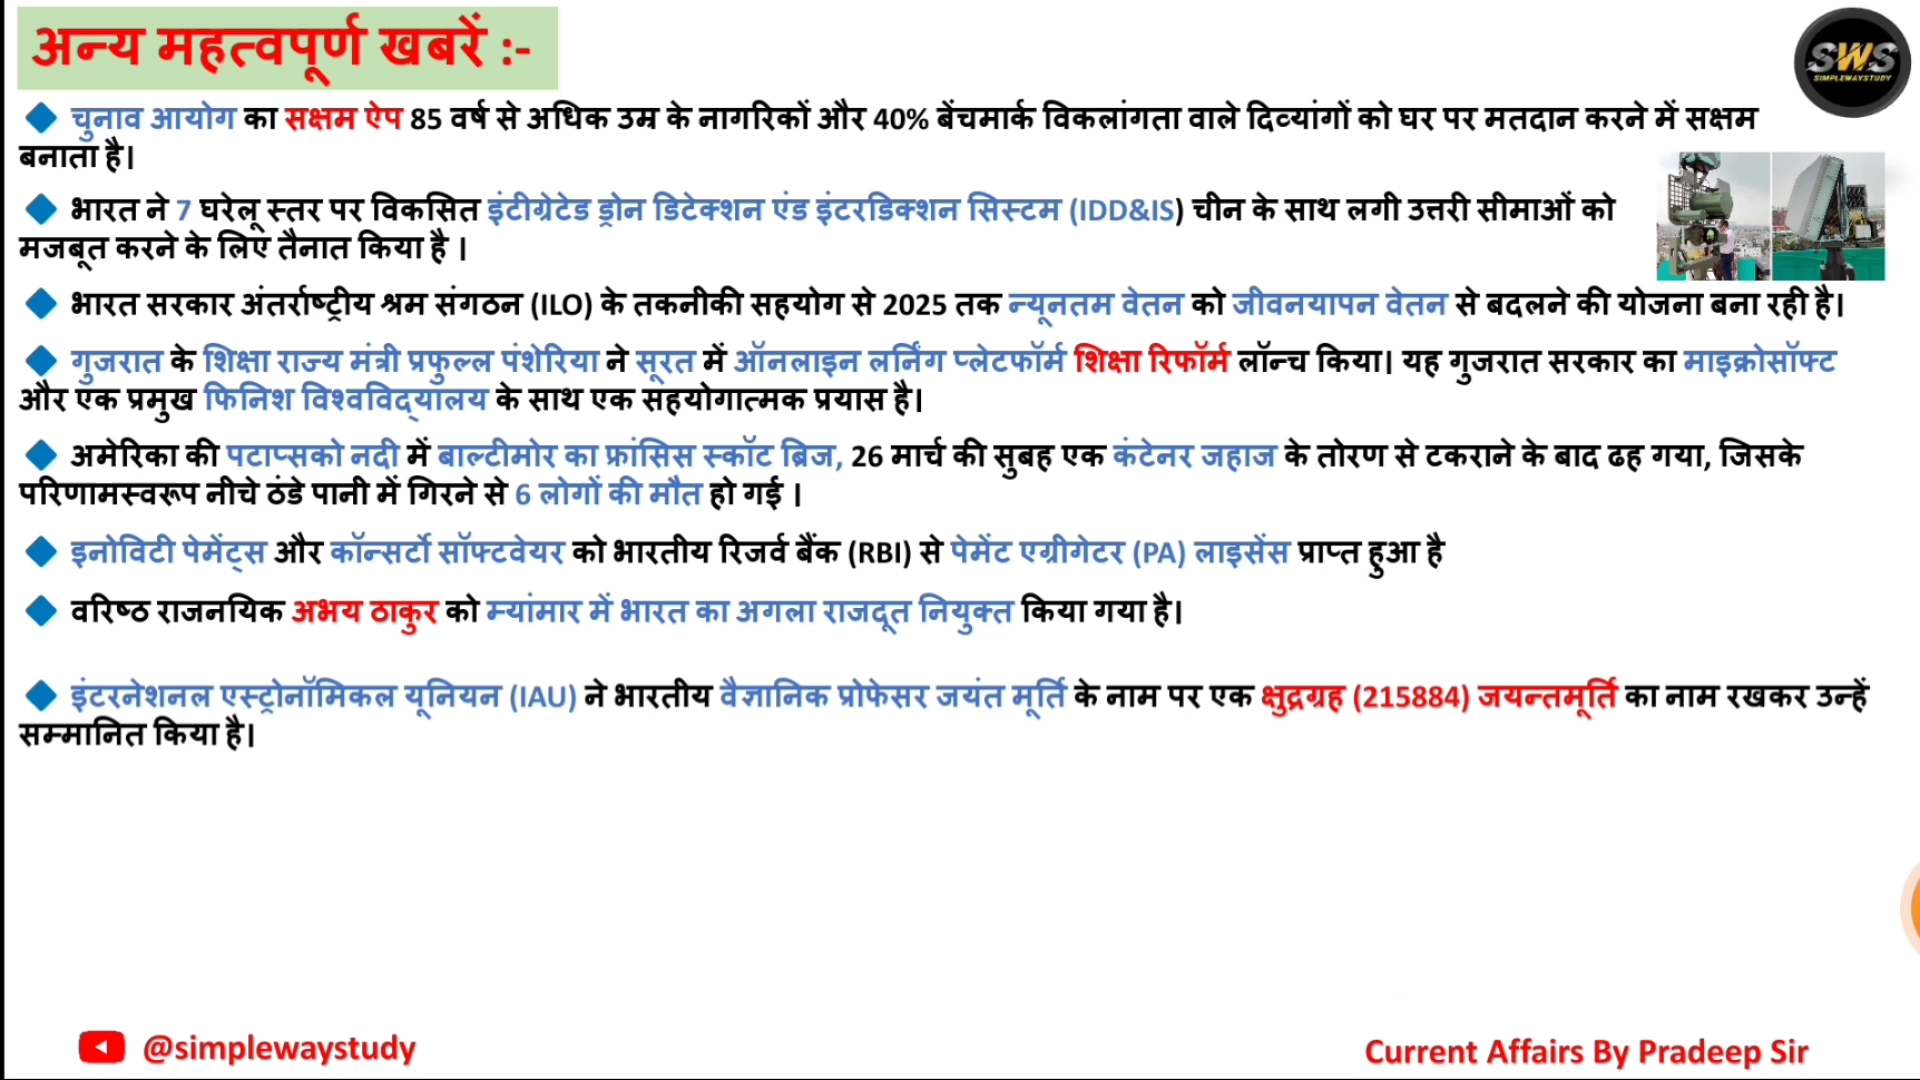 अन्य महत्वपूर्ण खबरें :-
SWS
SIMPLEWAYSTUDY
चुनाव आयोग का सक्षम ऐप 85 वर्ष से अधिक उम्र के नागरिकों और 40% बेंचमार्क विकलांगता वाले दिव्यांगों को घर पर मतदान करने में सक्षम
बनाता है।
भारत ने 7 घरेलू स्तर पर विकसित इंटीग्रेटेड ड्रोन डिटेक्शन एंड इंटरडिक्शन सिस्टम (IDD&IS) चीन के साथ लगी उत्तरी सीमाओं को
मजबूत करने के लिए तैनात किया है ।
भारत सरकार अंतर्राष्ट्रीय श्रम संगठन (ILO) के तकनीकी सहयोग से 2025 तक न्यूनतम वेतन को जीवनयापन वेतन से बदलने की योजना बना रही है।
गुजरात के शिक्षा राज्य मंत्री प्रफुल्ल पंशेरिया ने सूरत में ऑनलाइन लर्निंग प्लेटफॉर्म शिक्षा रिफॉर्म लॉन्च किया। यह गुजरात सरकार का माइक्रोसॉफ्ट
और एक प्रमुख फिनिश विश्वविद्यालय के साथ एक सहयोगात्मक प्रयास है।
अमेरिका की पटाप्सको नदी में बाल्टीमोर का फ्रांसिस स्कॉट ब्रिज, 26 मार्च की सुबह एक कंटेनर जहाज के तोरण से टकराने के बाद ढह गया, जिसके
परिणामस्वरूप नीचे ठंडे पानी में गिरने से 6 लोगों की मौत हो गई ।
इनोविटी पेमेंट्स और कॉन्सर्टो सॉफ्टवेयर को भारतीय रिजर्व बैंक (RBI) से पेमेंट एग्रीगेटर (PA) लाइसेंस प्राप्त हुआ है
वरिष्ठ राजनयिक अभय ठाकुर को म्यांमार में भारत का अगला राजदूत नियुक्त किया गया है।
इंटरनेशनल एस्ट्रोनॉमिकल यूनियन (IAU) ने भारतीय वैज्ञानिक प्रोफेसर जयंत मूर्ति के नाम पर एक क्षुद्रग्रह (215884) जयन्तमूर्ति का नाम रखकर उन्हें
सम्मानित किया है।
@simplewaystudy
Current Affairs By Pradeep Sir